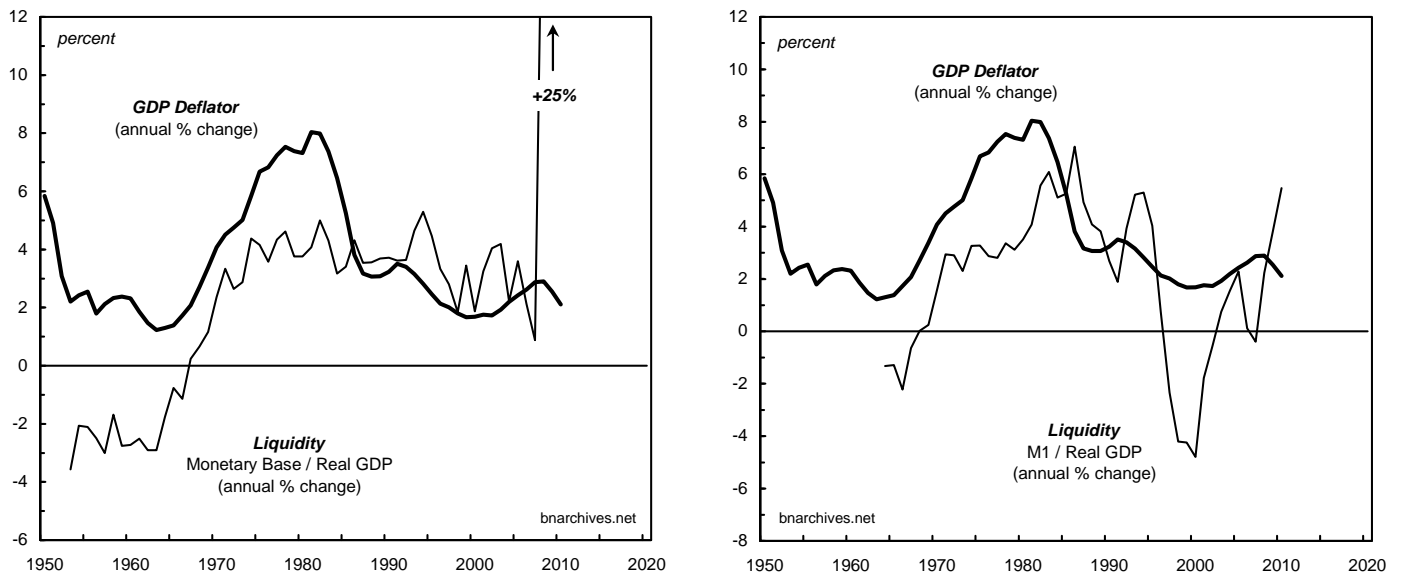 12
10
8
6
4
2
0
-2
-4
-6
percent
GDP Deflator
(annual % change)
+25%
Liquidity
Monetary Base / Real GDP
(annual % change)
bnarchives.net
1950 1960 1970 1980 1990 2000 2010 2020
12
10
8
6
4
2
0
-2
-4
-6
-8
percent
GDP Deflator
(annual % change)
Liquidity
M1 / Real GDP
(annual % change)
bnarchives.net
1950 1960 1970 1980 1990 2000 2010 2020